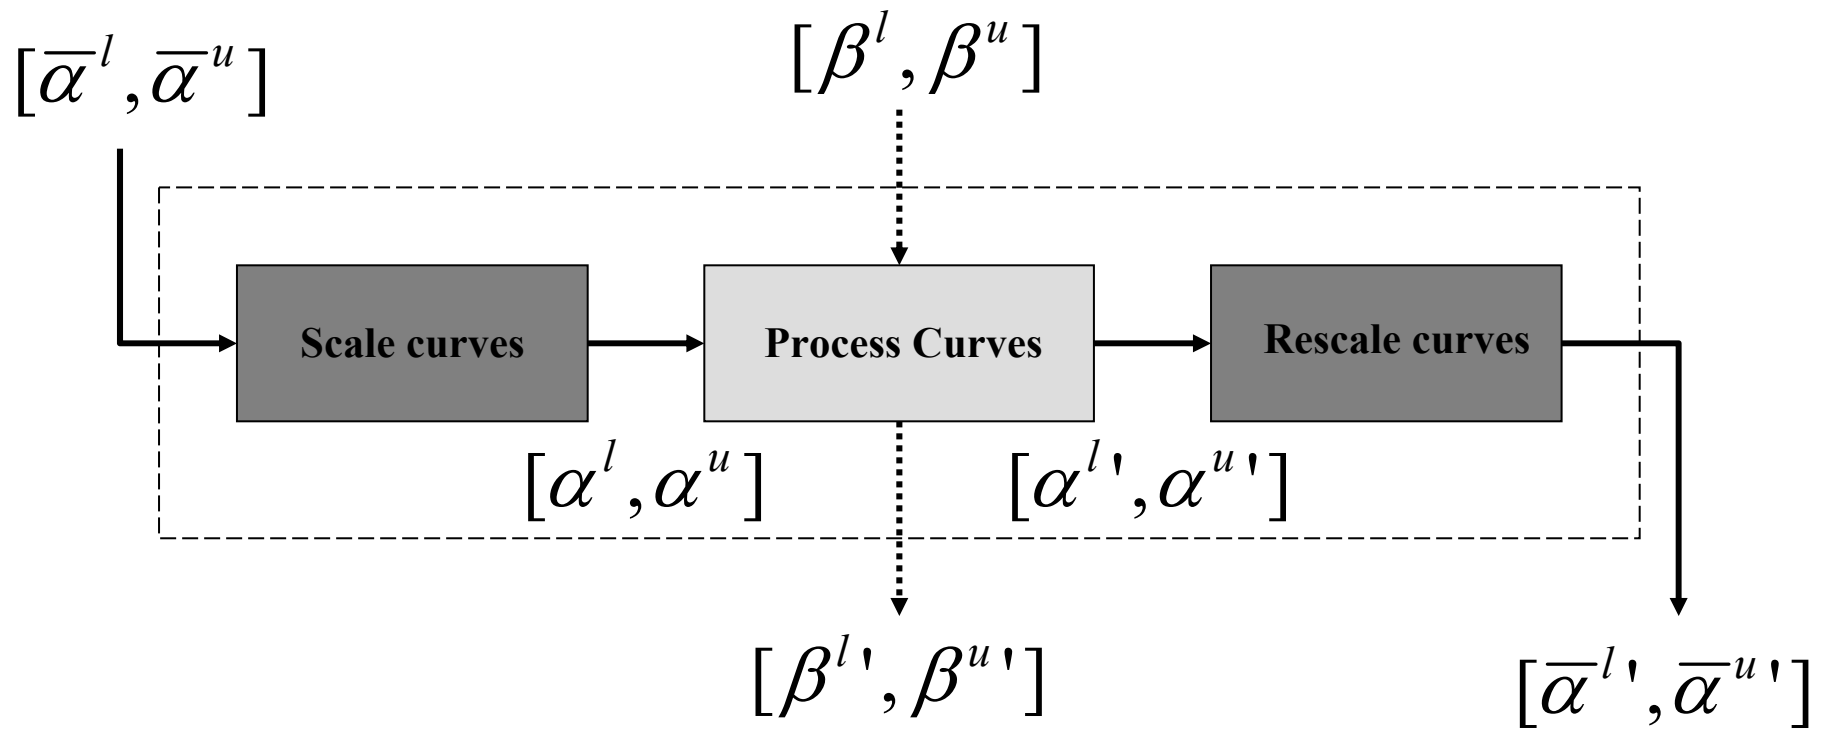 [ᾱˡ, ᾱᵘ]
[βˡ, βᵘ]
Scale curves
Process Curves
Rescale curves
[αˡ, αᵘ]
[αˡ', αᵘ']
[βˡ', βᵘ']
[ᾱˡ', ᾱᵘ']